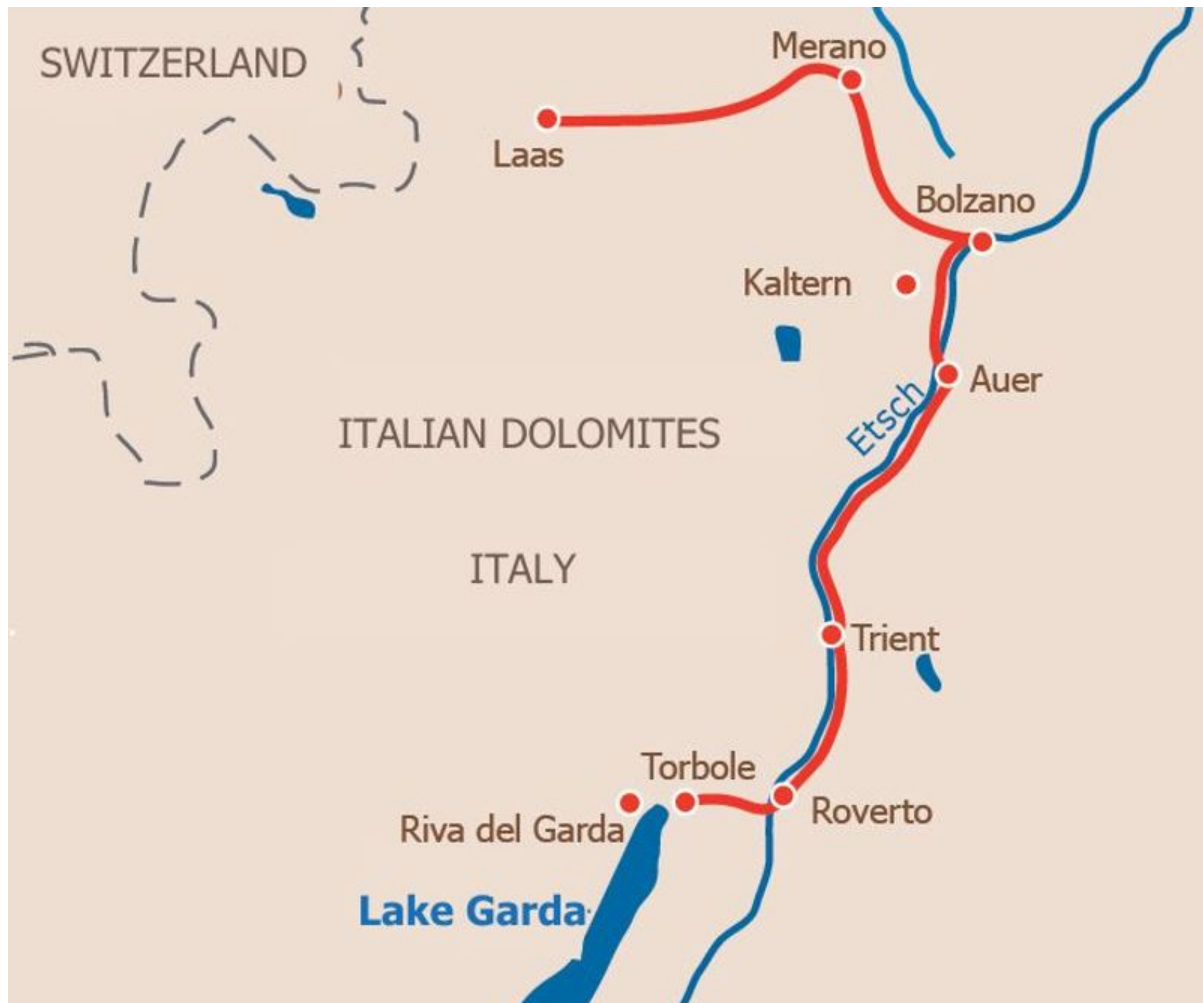 SWITZERLAND
Merano
Laas
Bolzano
Kaltern
Auer
Etsch
ITALIAN DOLOMITES
ITALY
Trient
Torbole
Roverto
Riva del Garda
Lake Garda